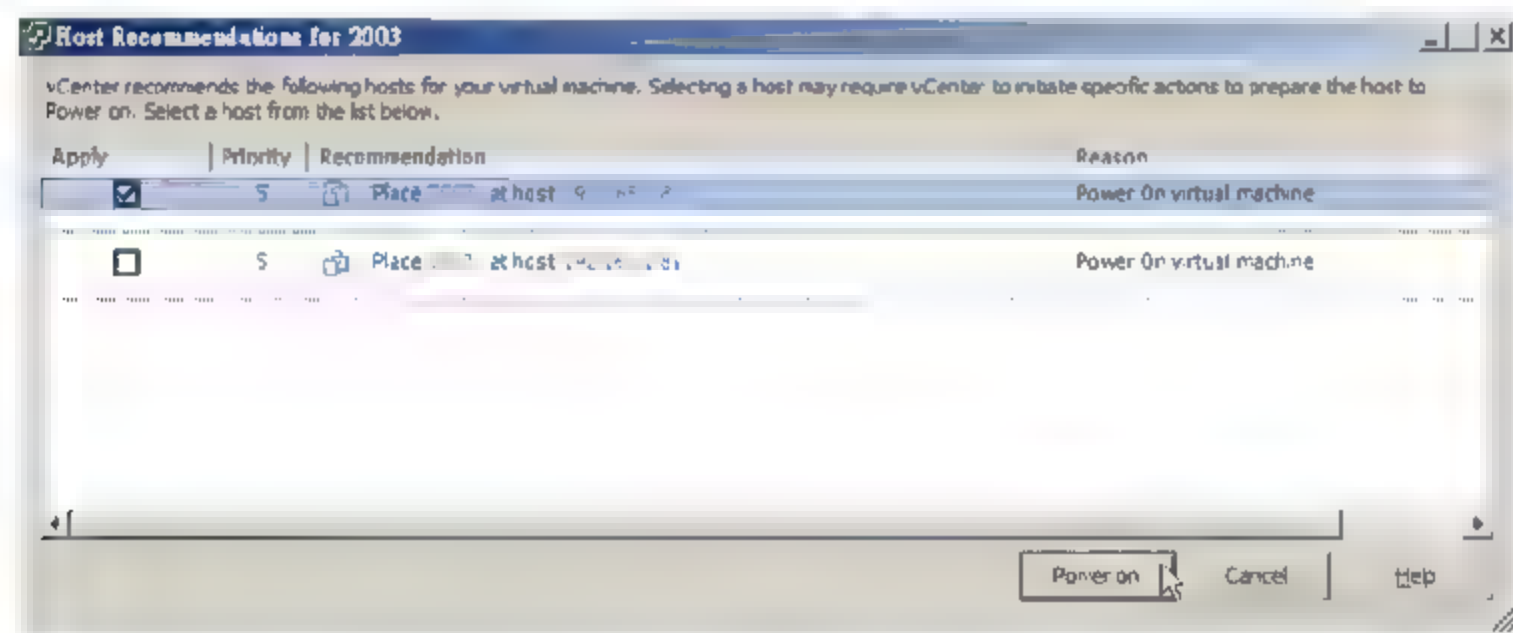 Host Recommendations for 2003
vCenter recommends the following hosts for your virtual machine. Selecting a host may require vCenter to initiate specific actions to prepare the host to
Power on. Select a host from the list below.
Apply Priority Recommendation Reason
5 Place at host Power On virtual machine
5 Place at host Power On virtual machine
Power on Cancel Help